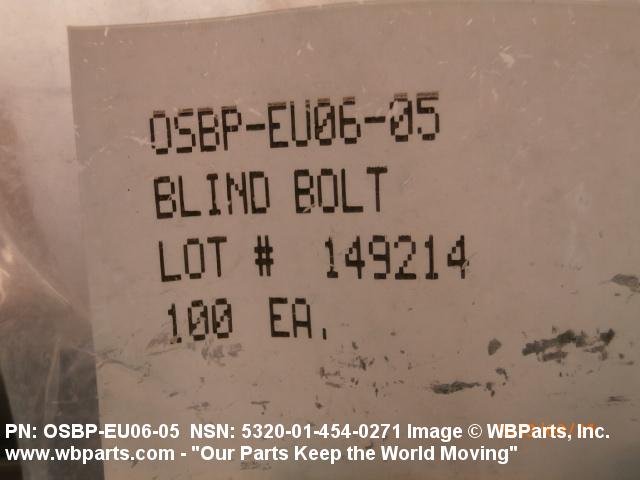 OSBP-EU06-05
BLIND BOLT
LOT # 149214
100 EA.
PN: OSBP-EU06-05 NSN: 5320-01-454-0271 Image © WBParts, Inc.
www.wbparts.com - "Our Parts Keep the World Moving"